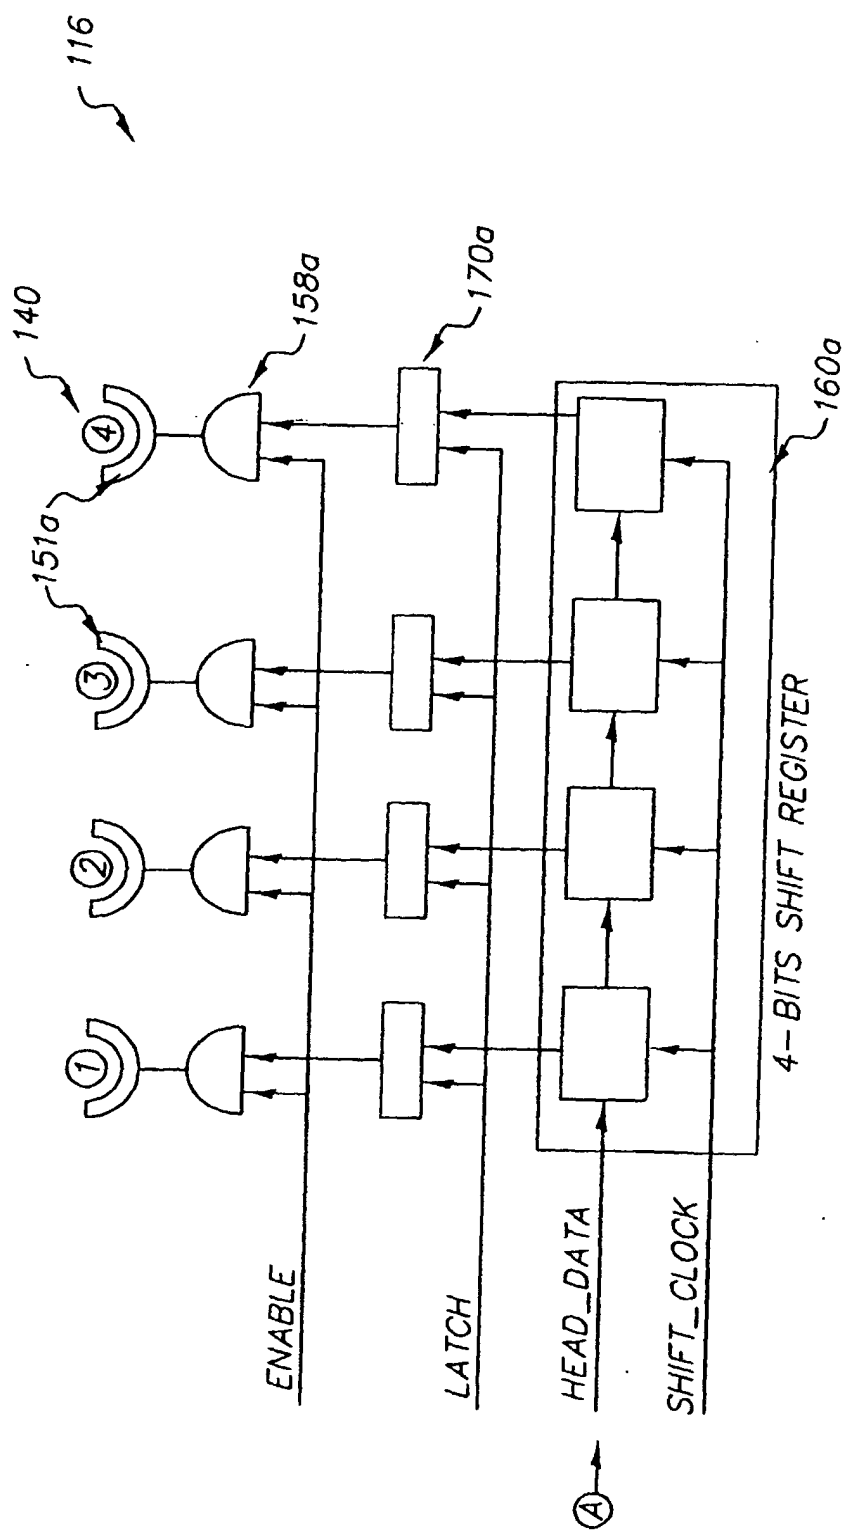 116
140
① ② ③ ④
151a
158a
170a
160a
ENABLE
LATCH
HEAD_DATA
SHIFT_CLOCK
Ⓐ
4-BITS SHIFT REGISTER